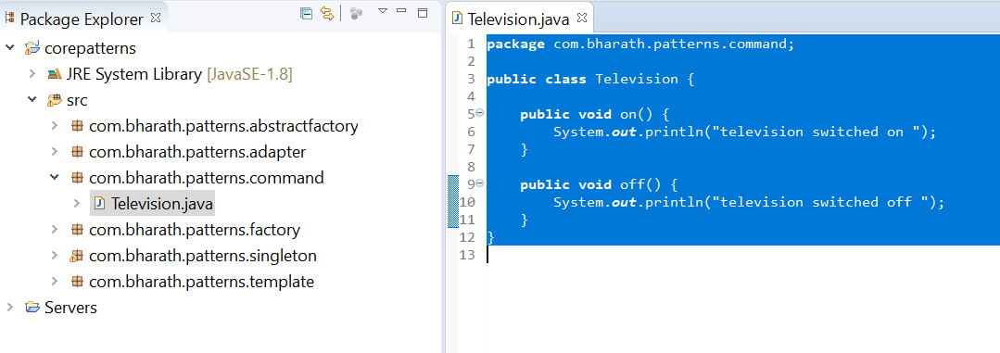 Package Explorer
corepatterns
JRE System Library [JavaSE-1.8]
src
com.bharath.patterns.abstractfactory
com.bharath.patterns.adapter
com.bharath.patterns.command
Television.java
com.bharath.patterns.factory
com.bharath.patterns.singleton
com.bharath.patterns.template
Servers
Television.java
1 package com.bharath.patterns.command;
2
3 public class Television {
4
5     public void on() {
6         System.out.println("television switched on ");
7     }
8
9     public void off() {
10         System.out.println("television switched off ");
11     }
12 }
13